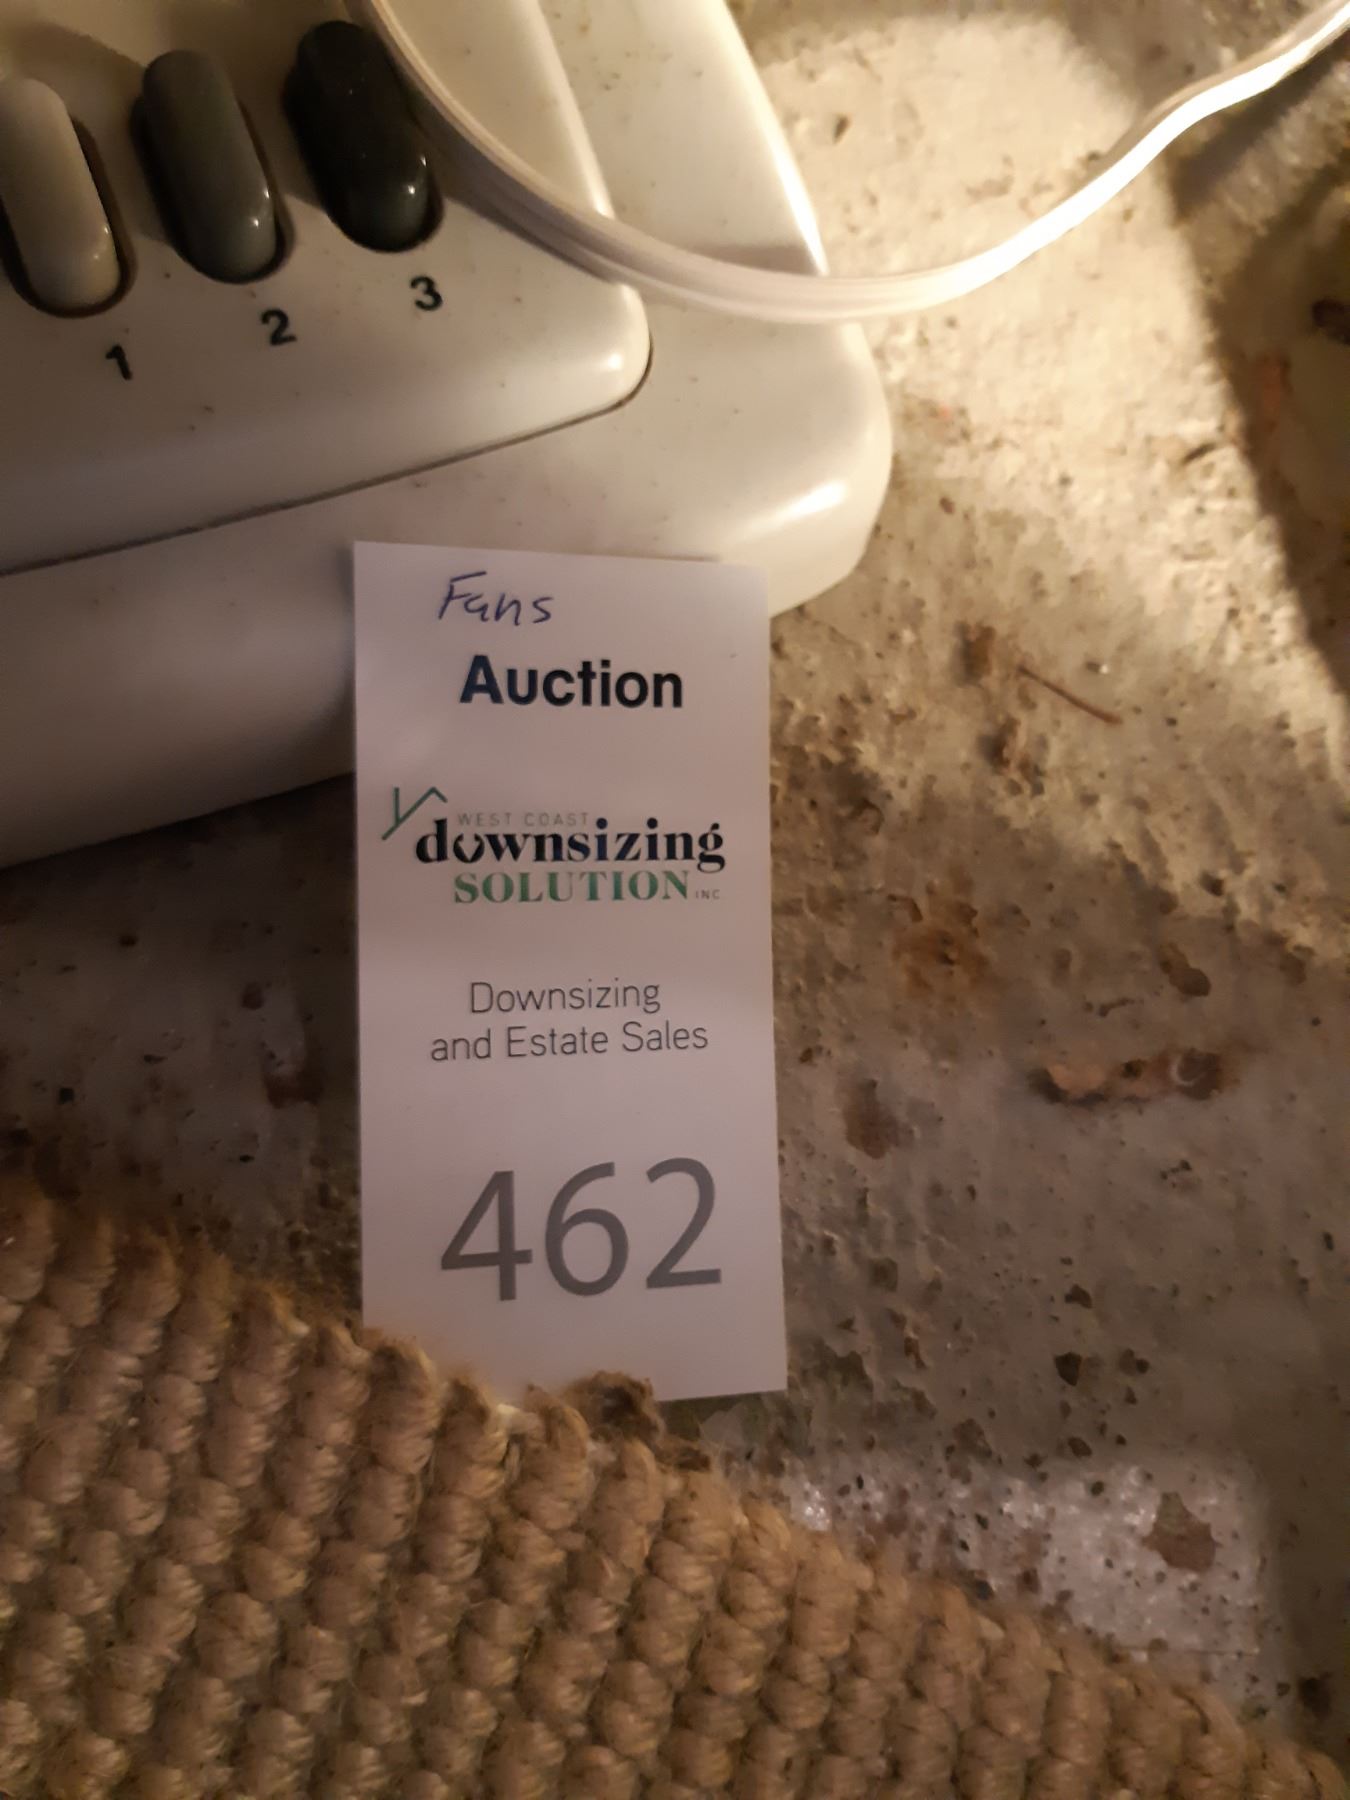 1
2
3
Fans
Auction
WEST COAST
downsizing
SOLUTION INC
Downsizing
and Estate Sales
462